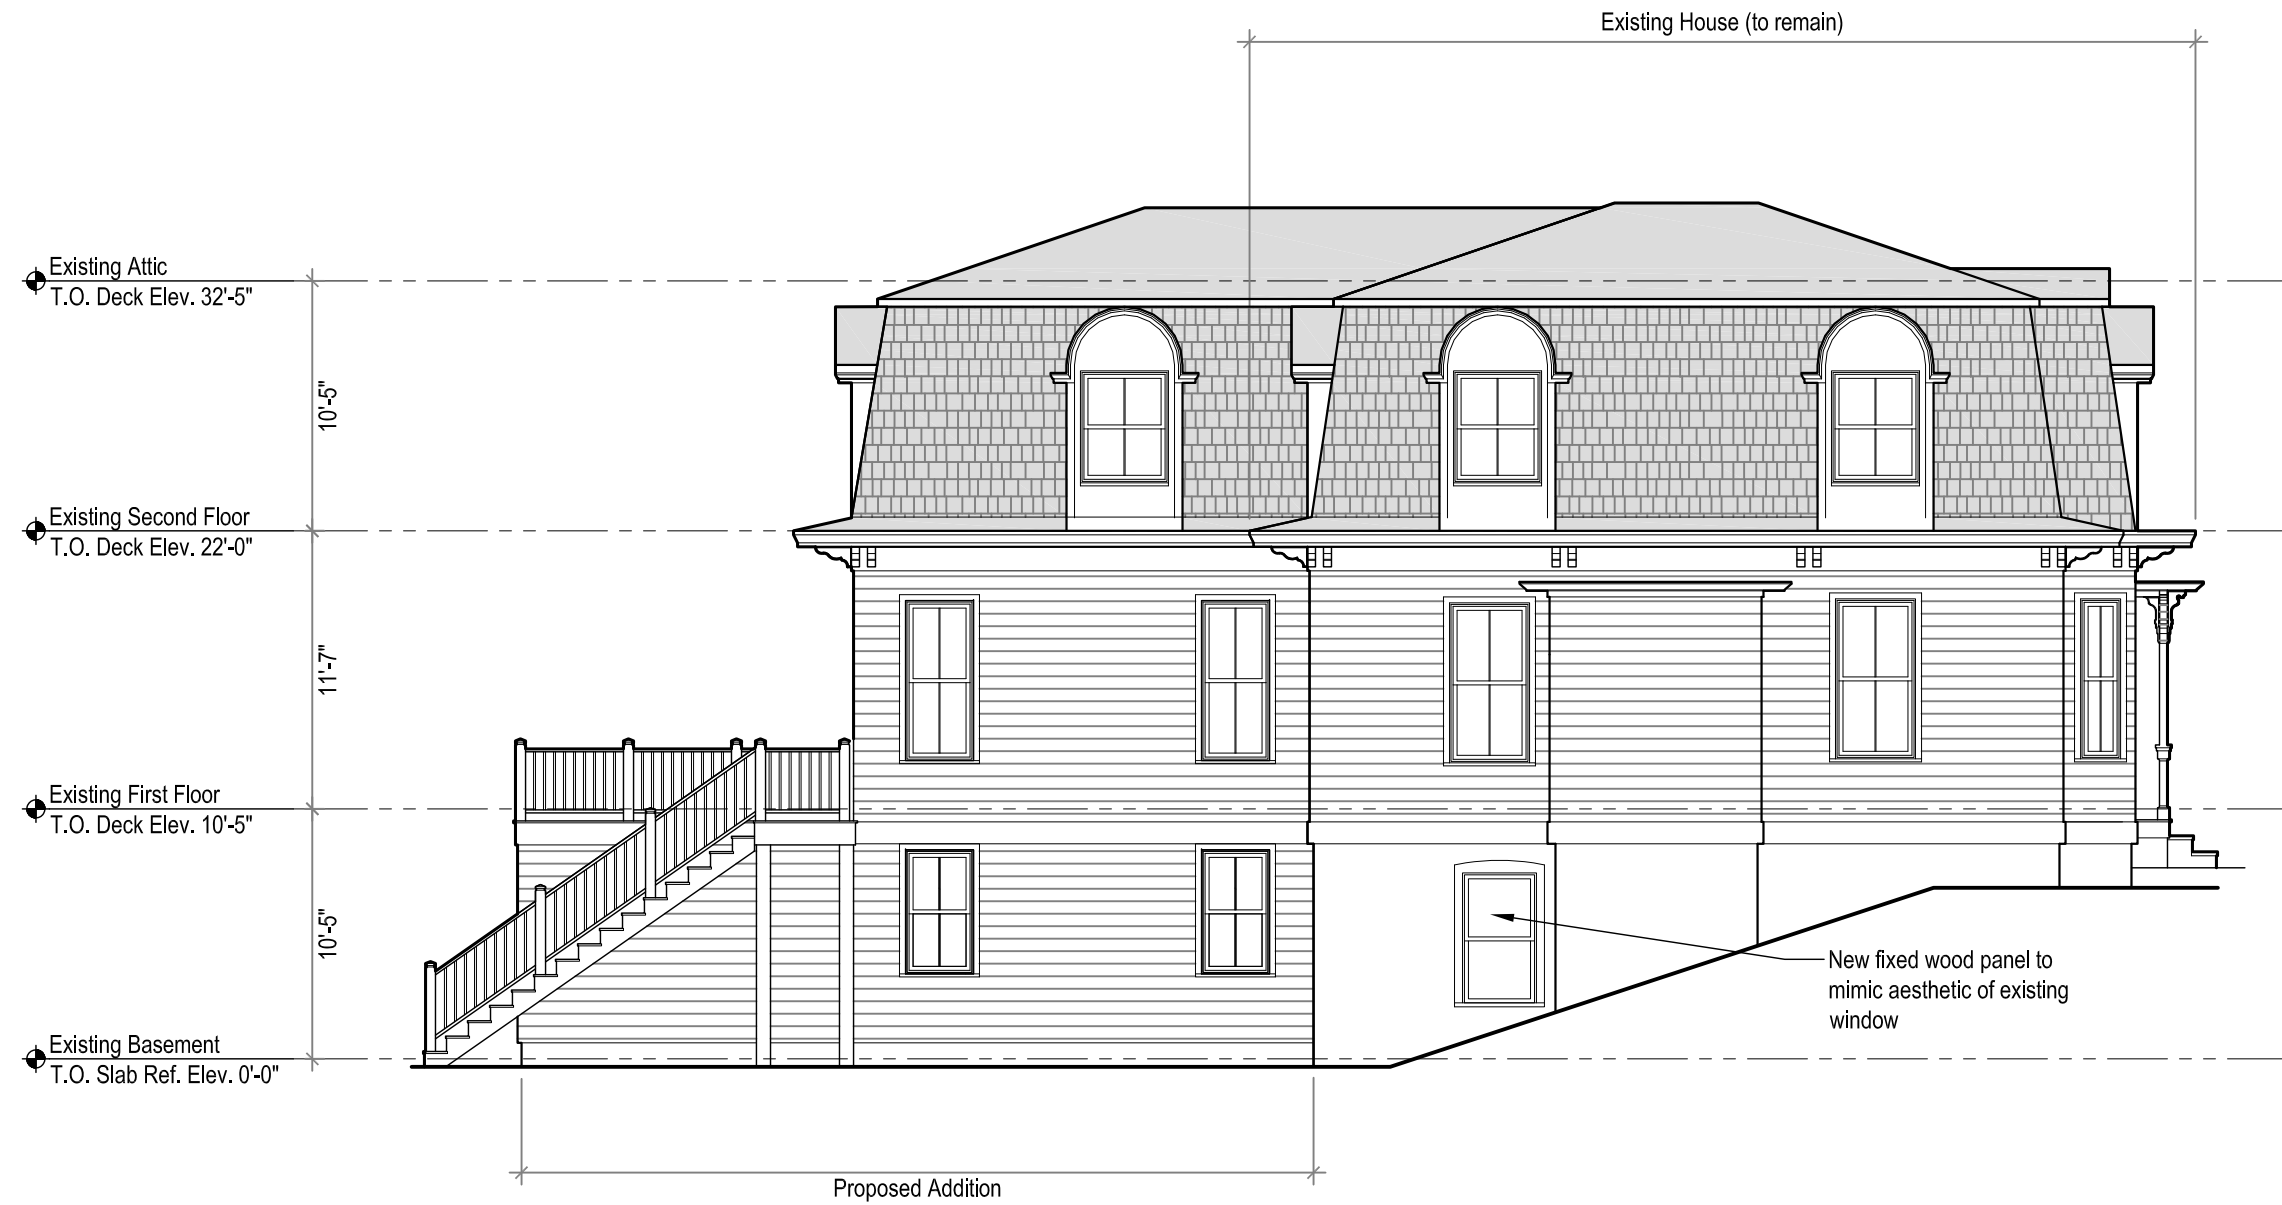 Existing House (to remain)
Existing Attic
T.O. Deck Elev. 32'-5"
10'-5"
Existing Second Floor
T.O. Deck Elev. 22'-0"
11'-7"
Existing First Floor
T.O. Deck Elev. 10'-5"
10'-5"
New fixed wood panel to
mimic aesthetic of existing
window
Existing Basement
T.O. Slab Ref. Elev. 0'-0"
Proposed Addition